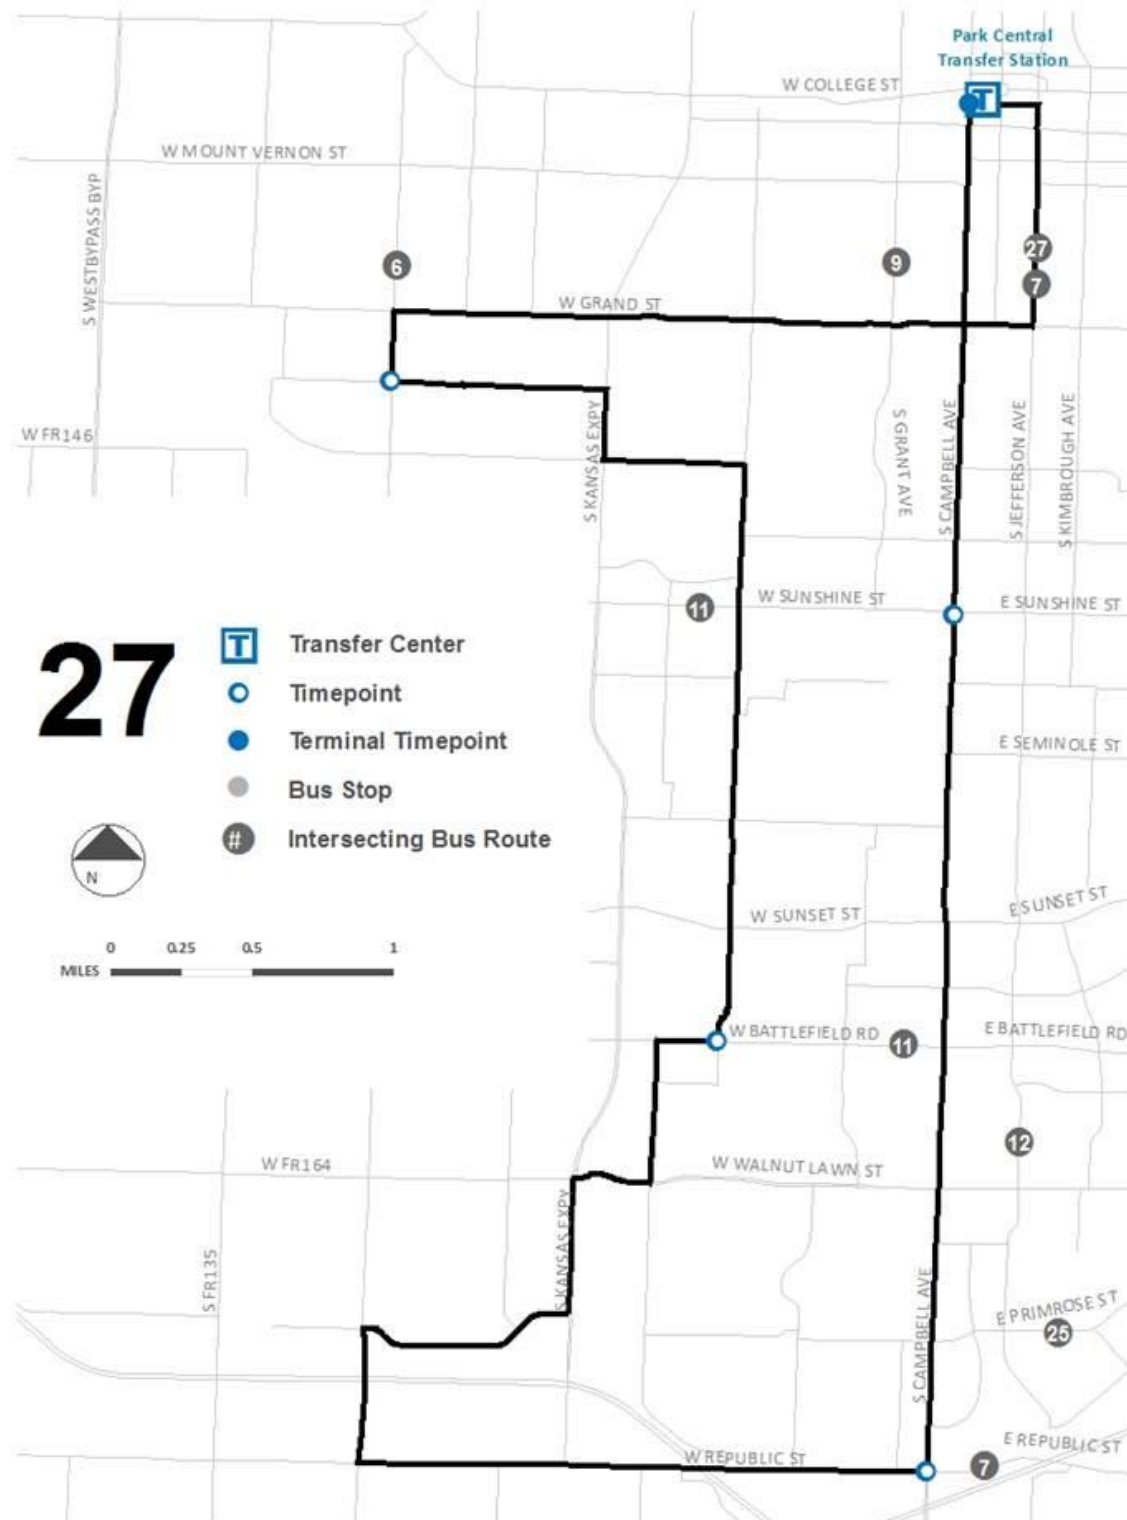 Park Central
Transfer Station
W COLLEGE ST
T
W MOUNT VERNON ST
S WESTBYPASS BYP
6
9
27
7
W GRAND ST
W FR146
S KANSAS EXPY
S GRANT AVE
S CAMPBELL AVE
S JEFFERSON AVE
S KIMBROUGH AVE
11
W SUNSHINE ST
E SUNSHINE ST
27
T Transfer Center
Timepoint
Terminal Timepoint
Bus Stop
# Intersecting Bus Route
N
E SEMINOLE ST
W SUNSET ST
E SUNSET ST
0 0.25 0.5 1
MILES
W BATTLEFIELD RD
11
E BATTLEFIELD RD
12
W FR164
W WALNUT LAWN ST
S KANSAS EXPY
S FR135
S CAMPBELL AVE
E PRIMROSE ST
25
W REPUBLIC ST
E REPUBLIC ST
7